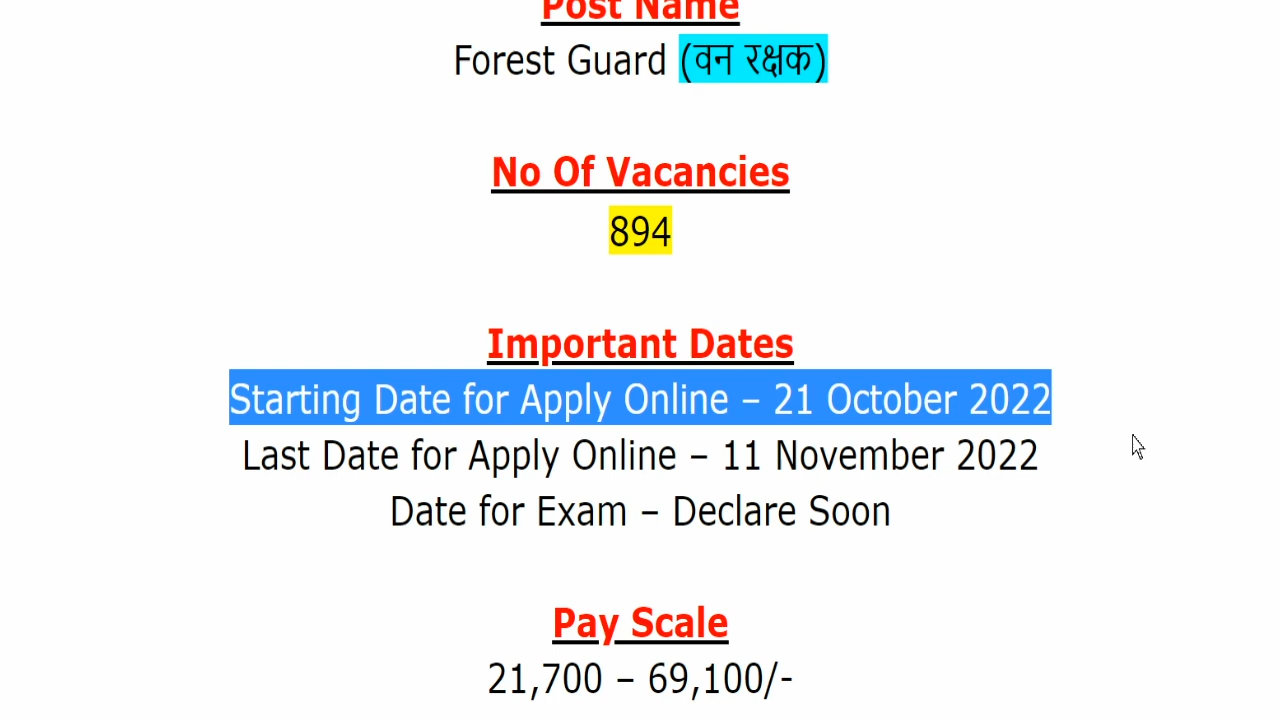 Post Name
Forest Guard (वन रक्षक)
No Of Vacancies
894
Important Dates
Starting Date for Apply Online – 21 October 2022
Last Date for Apply Online – 11 November 2022
Date for Exam – Declare Soon
Pay Scale
21,700 – 69,100/-